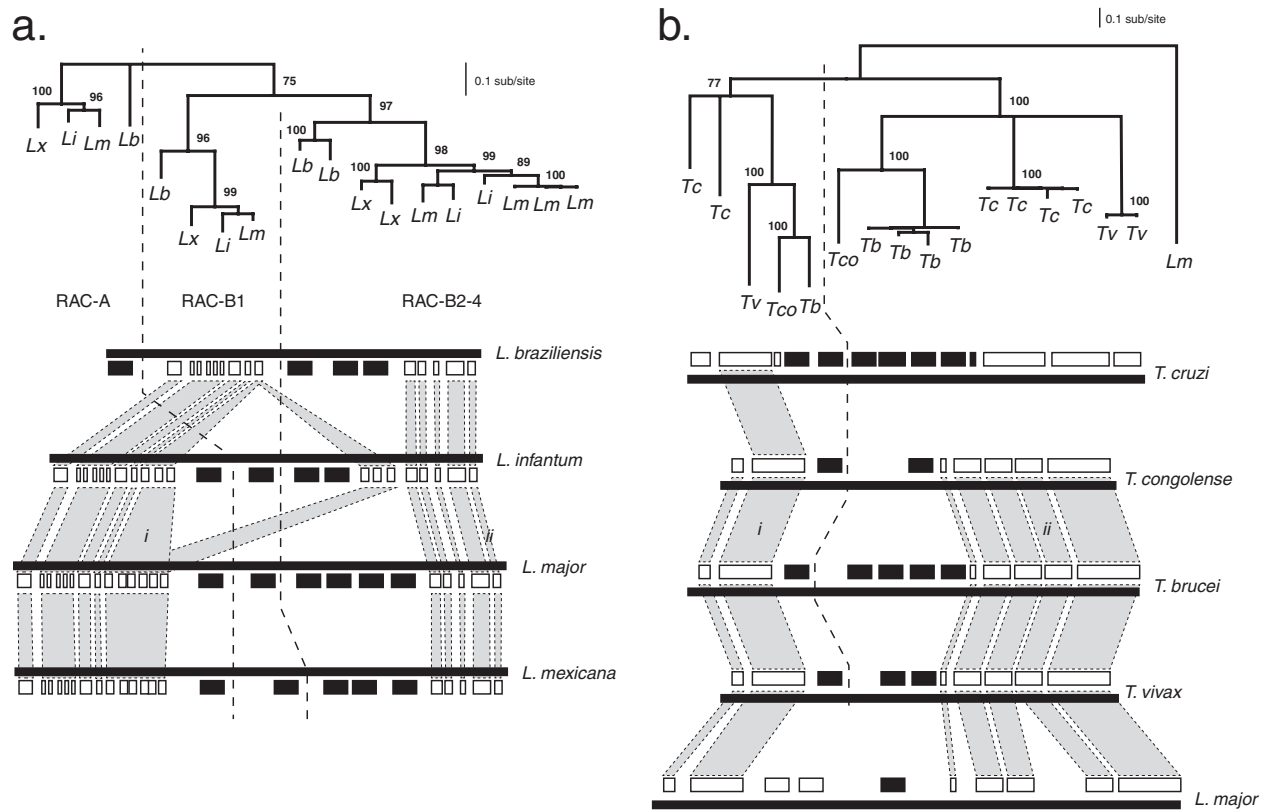 a.
0.1 sub/site
75
100
96
97
Lx
Li
Lm
Lb
96
100
98
99
89
100
100
Lb
Lb
Lb
99
Lx
Lx
Lm
Li
Li
Lm
Lm
Lm
Lx
Li
Lm
RAC-A
RAC-B1
RAC-B2-4
L. braziliensis
L. infantum
i
ii
L. major
L. mexicana
b.
0.1 sub/site
77
100
Tc
Tc
100
100
100
Tc
Tc
Tc
Tc
100
Tv
Tv
100
Tco
Tb
Tb
Tb
Tb
Lm
Tv
Tco
Tb
T. cruzi
T. congolense
i
ii
T. brucei
T. vivax
L. major